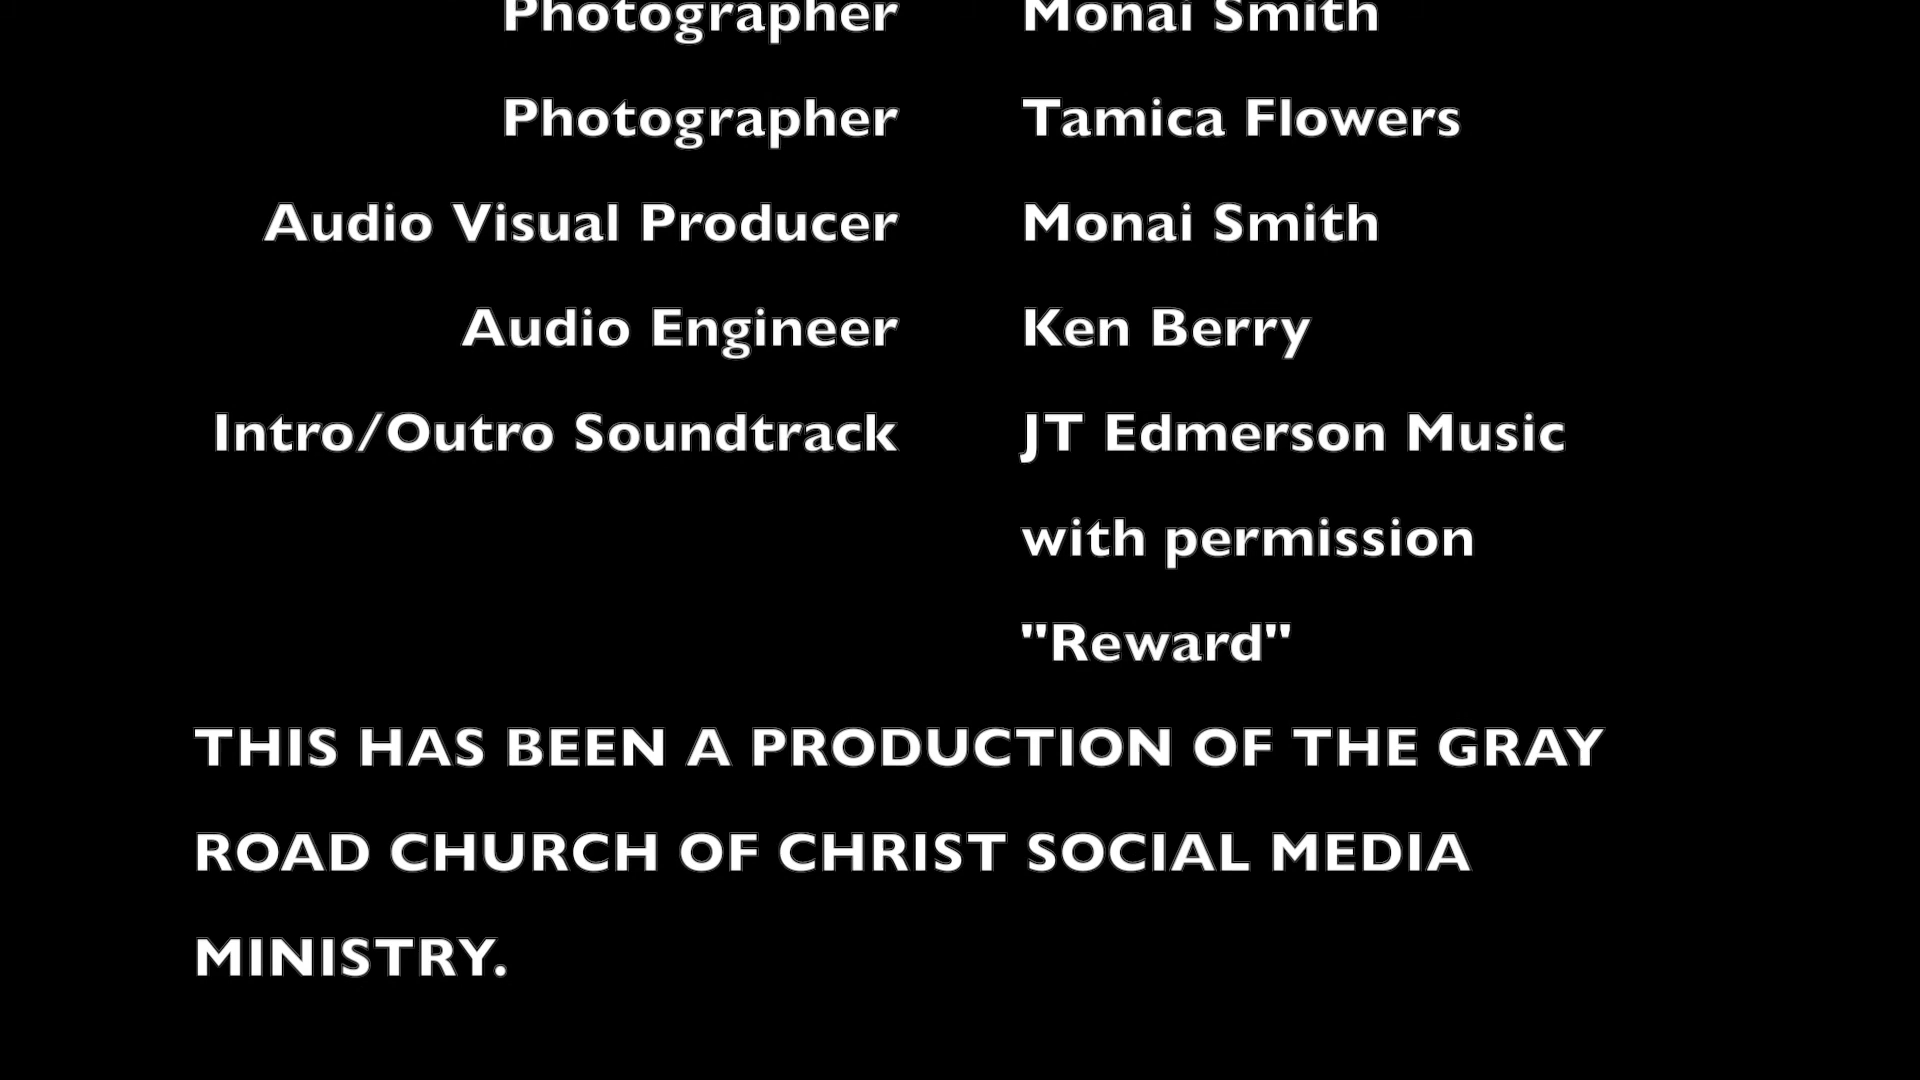 Photographer Monai Smith
Photographer Tamica Flowers
Audio Visual Producer Monai Smith
Audio Engineer Ken Berry
Intro/Outro Soundtrack JT Edmerson Music
with permission
"Reward"
THIS HAS BEEN A PRODUCTION OF THE GRAY
ROAD CHURCH OF CHRIST SOCIAL MEDIA
MINISTRY.